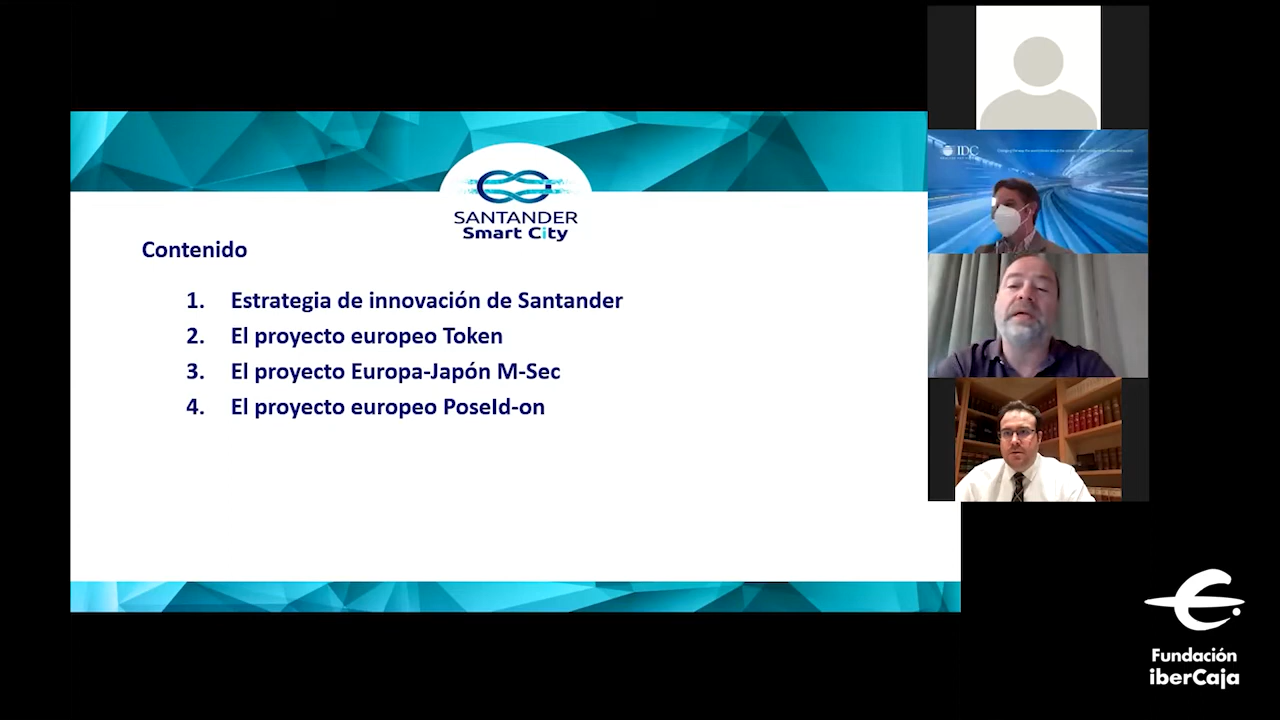 SANTANDER
Smart City
Contenido
1. Estrategia de innovación de Santander
2. El proyecto europeo Token
3. El proyecto Europa-Japón M-Sec
4. El proyecto europeo PoseId-on
IDC
Fundación
iberCaja